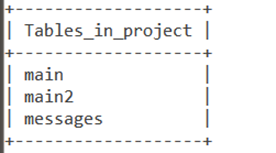 +-------------------+
| Tables_in_project |
+-------------------+
| main              |
| main2             |
| messages          |
+-------------------+